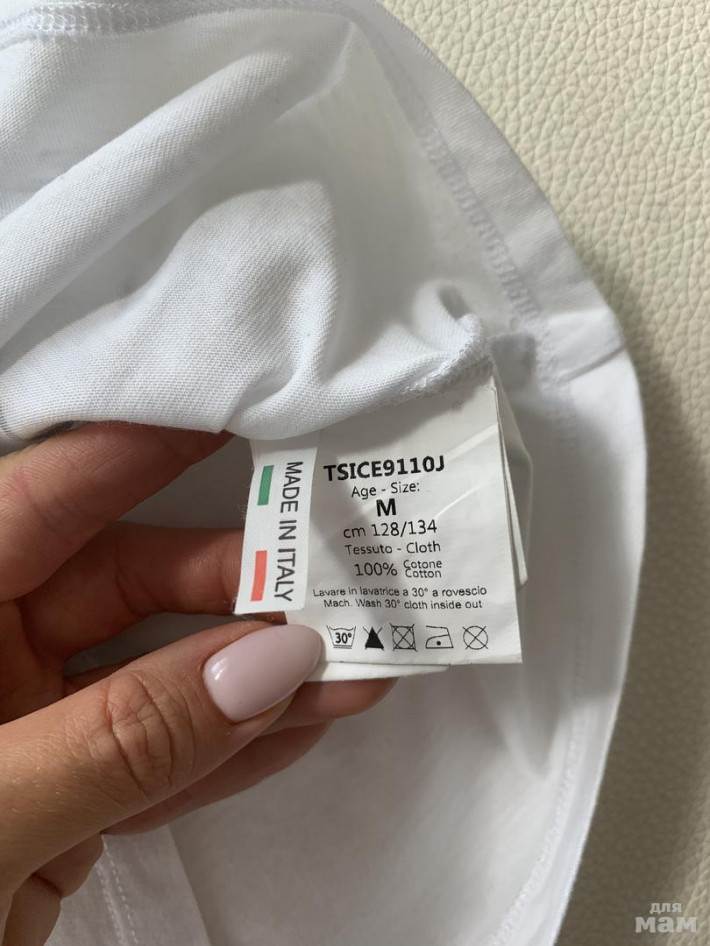 MADE IN ITALY
TSICE9110J
Age - Size:
M
cm 128/134
Tessuto - Cloth
100% Cotone
Cotton
Lavare in lavatrice a 30° a rovescio
Mach. Wash 30° cloth inside out
30°
для
мам